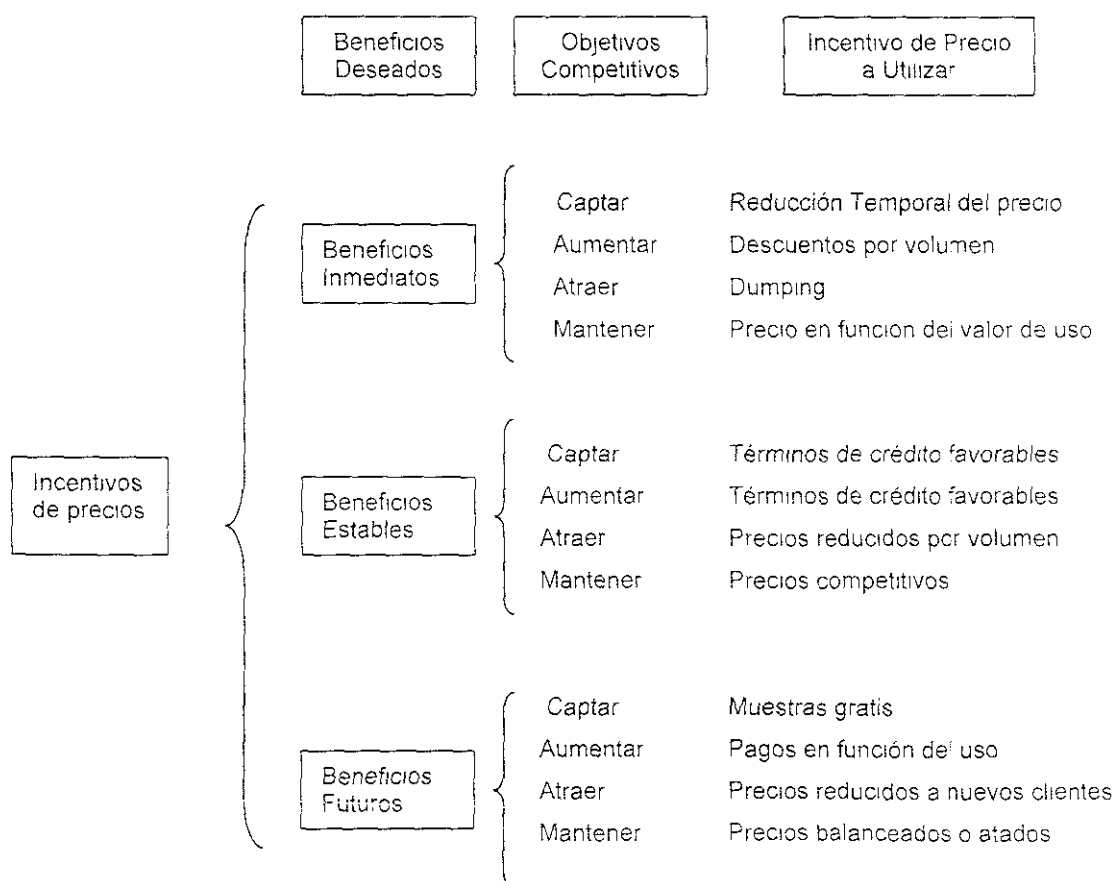 Beneficios
Deseados
Objetivos
Competitivos
Incentivo de Precio
a Utilizar
Incentivos
de precios
Beneficios
Inmediatos
Captar Reducción Temporal del precio
Aumentar Descuentos por volumen
Atraer Dumping
Mantener Precio en función del valor de uso
Beneficios
Estables
Captar Términos de crédito favorables
Aumentar Términos de crédito favorables
Atraer Precios reducidos por volumen
Mantener Precios competitivos
Beneficios
Futuros
Captar Muestras gratis
Aumentar Pagos en función del uso
Atraer Precios reducidos a nuevos clientes
Mantener Precios balanceados o atados